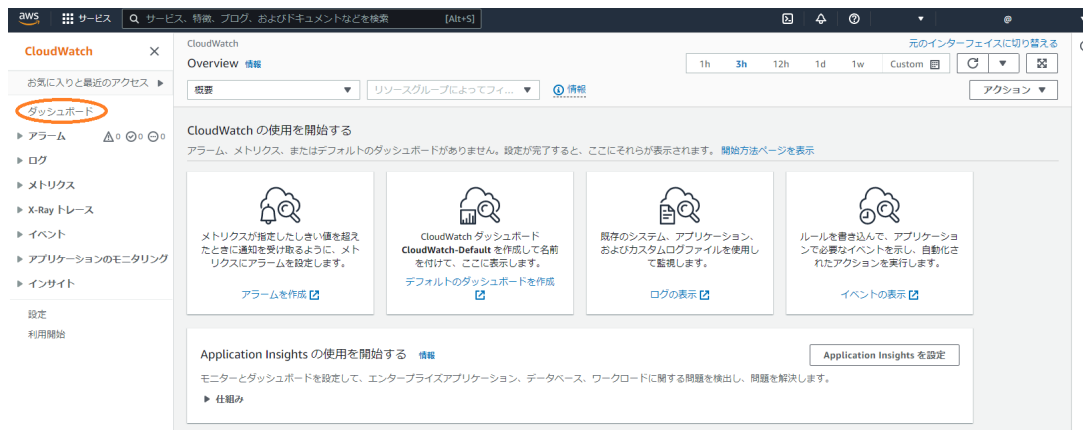 aws
サービス
サービス、特徴、ブログ、およびドキュメントなどを検索
[Alt+S]
@
CloudWatch
お気に入りと最近のアクセス
ダッシュボード
アラーム 0 0 0
ログ
メトリクス
X-Ray トレース
イベント
アプリケーションのモニタリング
インサイト
設定
利用開始
CloudWatch
元のインターフェイスに切り替える
Overview 情報
1h 3h 12h 1d 1w Custom
概要
リソースグループによってフィ...
情報
アクション
CloudWatch の使用を開始する
アラーム、メトリクス、またはデフォルトのダッシュボードがありません。設定が完了すると、ここにそれらが表示されます。 開始方法ページを表示
メトリクスが指定したしきい値を超え
たときに通知を受け取るように、メト
リクスにアラームを設定します。
アラームを作成
CloudWatch ダッシュボード
CloudWatch-Default を作成して名前
を付けて、ここに表示します。
デフォルトのダッシュボードを作成
既存のシステム、アプリケーション、
およびカスタムログファイルを使用し
て監視します。
ログの表示
ルールを書き込んで、アプリケーショ
ンで必要なイベントを示し、自動化さ
れたアクションを実行します。
イベントの表示
Application Insights の使用を開始する 情報
Application Insights を設定
モニターとダッシュボードを設定して、エンタープライズアプリケーション、データベース、ワークロードに関する問題を検出し、問題を解決します。
仕組み